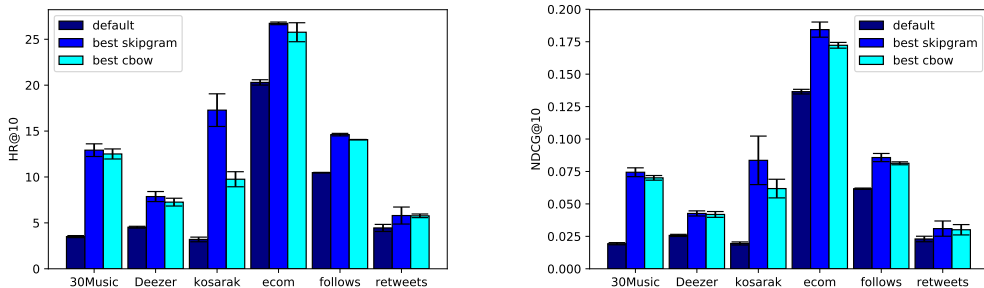 HR@10
25
20
15
10
5
0
default
best skipgram
best cbow
30Music Deezer kosarak ecom follows retweets
NDCG@10
0.200
0.175
0.150
0.125
0.100
0.075
0.050
0.025
0.000
default
best skipgram
best cbow
30Music Deezer kosarak ecom follows retweets